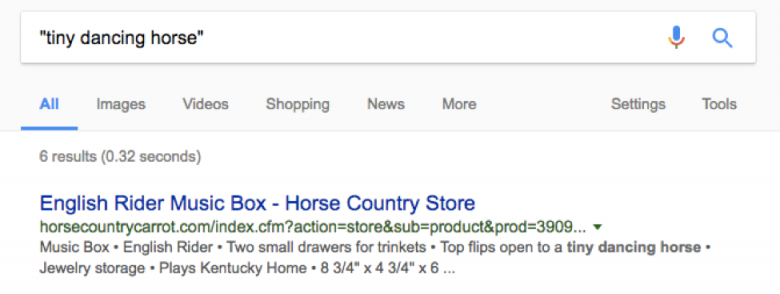 "tiny dancing horse"
All Images Videos Shopping News More Settings Tools
6 results (0.32 seconds)
English Rider Music Box - Horse Country Store
horsecountrycarrot.com/index.cfm?action=store&sub=product&prod=3909...
Music Box • English Rider • Two small drawers for trinkets • Top flips open to a tiny dancing horse •
Jewelry storage • Plays Kentucky Home • 8 3/4" x 4 3/4" x 6 ...